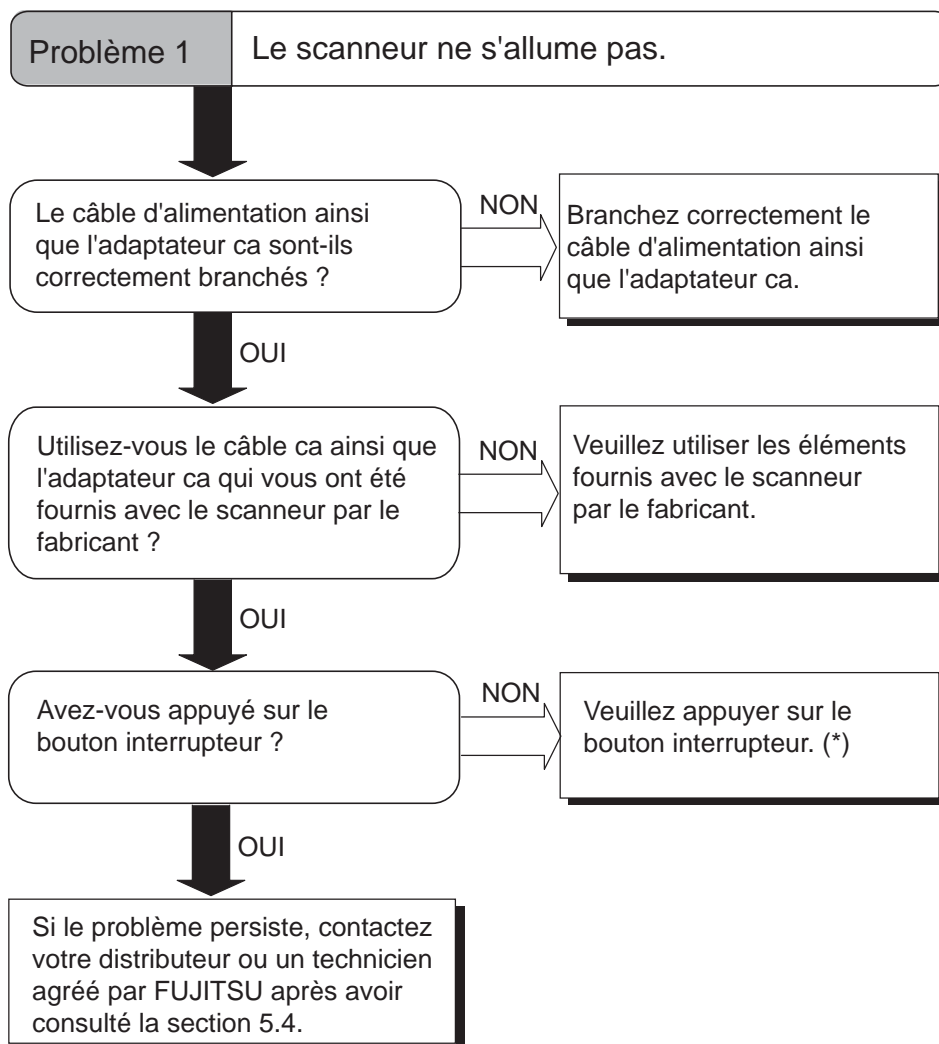 Problème 1
Le scanneur ne s'allume pas.
Le câble d'alimentation ainsi
que l'adaptateur ca sont-ils
correctement branchés ?
NON
Branchez correctement le
câble d'alimentation ainsi
que l'adaptateur ca.
OUI
Utilisez-vous le câble ca ainsi que
l'adaptateur ca qui vous ont été
fournis avec le scanneur par le
fabricant ?
NON
Veuillez utiliser les éléments
fournis avec le scanneur
par le fabricant.
OUI
Avez-vous appuyé sur le
bouton interrupteur ?
NON
Veuillez appuyer sur le
bouton interrupteur. (*)
OUI
Si le problème persiste, contactez
votre distributeur ou un technicien
agréé par FUJITSU après avoir
consulté la section 5.4.